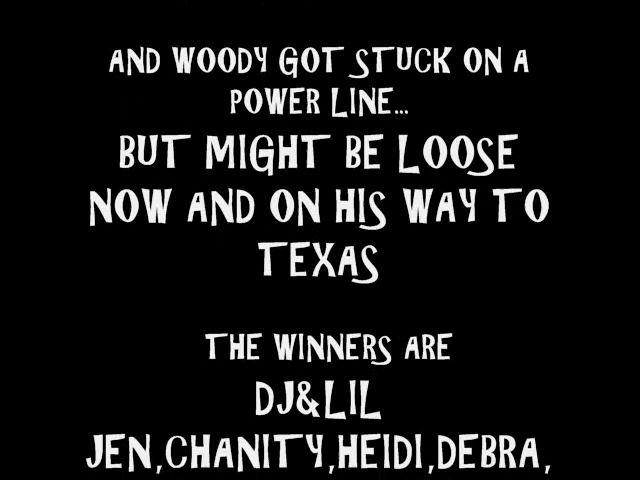 AND WOODY GOT STUCK ON A
POWER LINE...
BUT MIGHT BE LOOSE
NOW AND ON HIS WAY TO
TEXAS
THE WINNERS ARE
DJ&LIL
JEN,CHANITY,HEIDI,DEBRA,